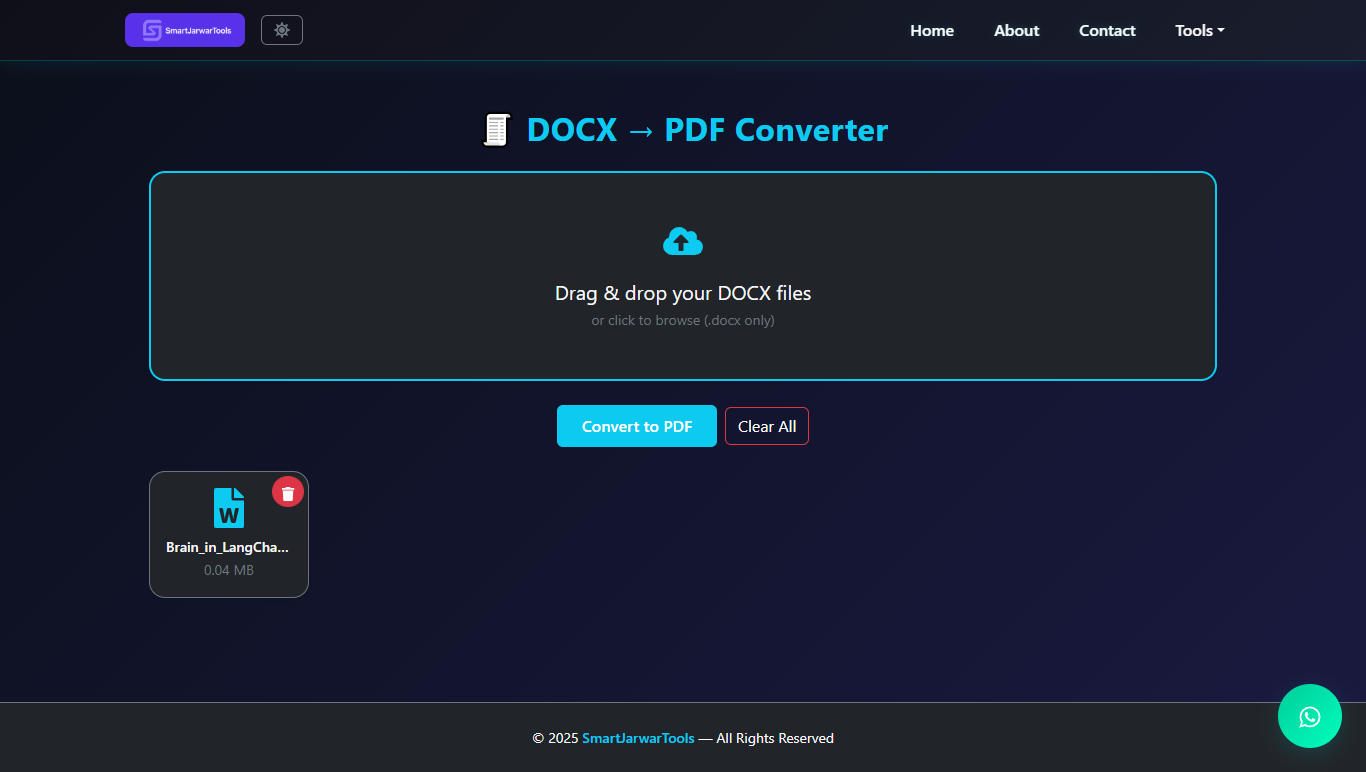 SmartJarwarTools
Home About Contact Tools
DOCX → PDF Converter
Drag & drop your DOCX files
or click to browse (.docx only)
Convert to PDF Clear All
W
Brain_in_LangCha...
0.04 MB
© 2025 SmartJarwarTools — All Rights Reserved